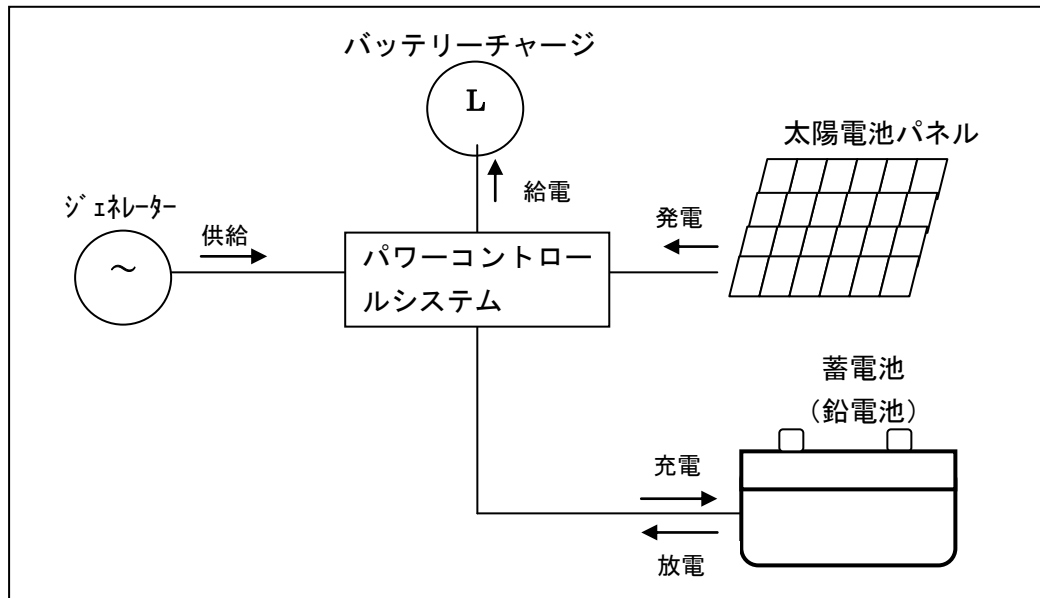 バッテリーチャージ
L
太陽電池パネル
給電
発電
ｼﾞｪﾈﾚｰﾀｰ
供給
～
パワーコントロー
ルシステム
蓄電池
（鉛電池）
充電
放電